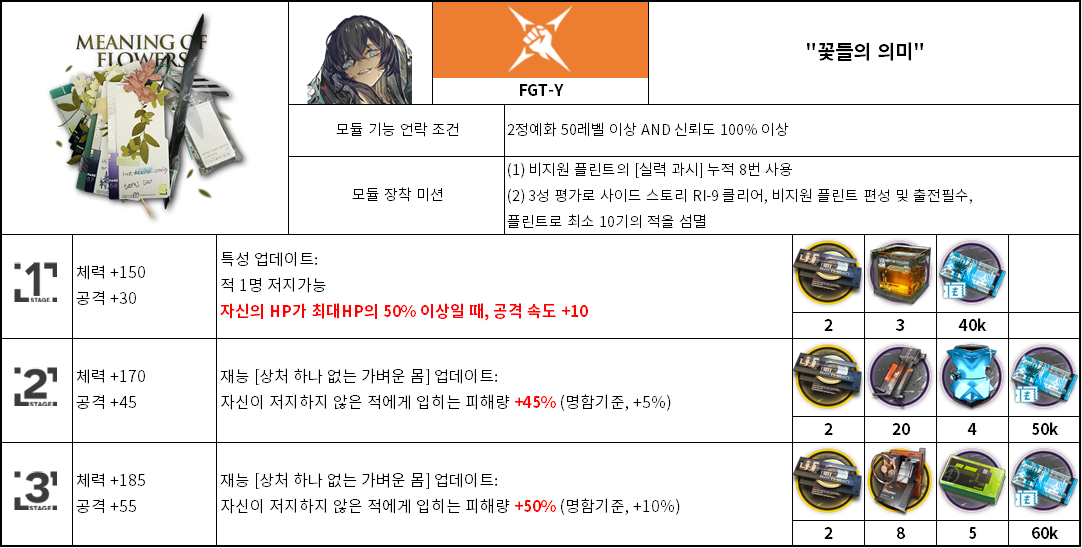 MEANING OF
FLOWERS
FGT-Y
"꽃들의 의미"
모듈 기능 언락 조건
2정예화 50레벨 이상 AND 신뢰도 100% 이상
모듈 장착 미션
(1) 비지원 플린트의 [실력 과시] 누적 8번 사용
(2) 3성 평가로 사이드 스토리 RI-9 클리어, 비지원 플린트 편성 및 출전필수,
플린트로 최소 10기의 적을 섬멸
1
STAGE.
체력 +150
공격 +30
특성 업데이트:
적 1명 저지가능
자신의 HP가 최대HP의 50% 이상일 때, 공격 속도 +10
2
3
40k
2
STAGE.
체력 +170
공격 +45
재능 [상처 하나 없는 가벼운 몸] 업데이트:
자신이 저지하지 않은 적에게 입히는 피해량 +45% (명함기준, +5%)
2
20
4
50k
3
STAGE.
체력 +185
공격 +55
재능 [상처 하나 없는 가벼운 몸] 업데이트:
자신이 저지하지 않은 적에게 입히는 피해량 +50% (명함기준, +10%)
2
8
5
60k